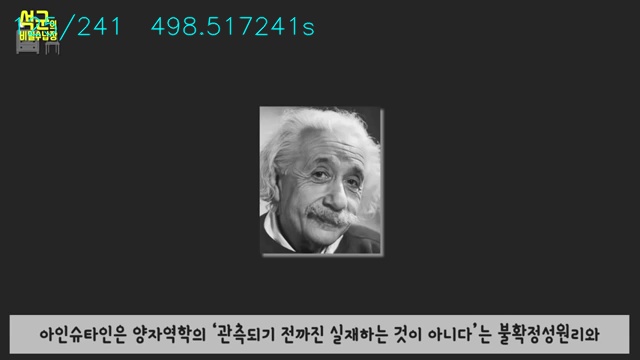 /241 498.517241s
석군의
비밀수납장
아인슈타인은 양자역학의 ‘관측되기 전까진 실재하는 것이 아니다’는 불확정성원리와